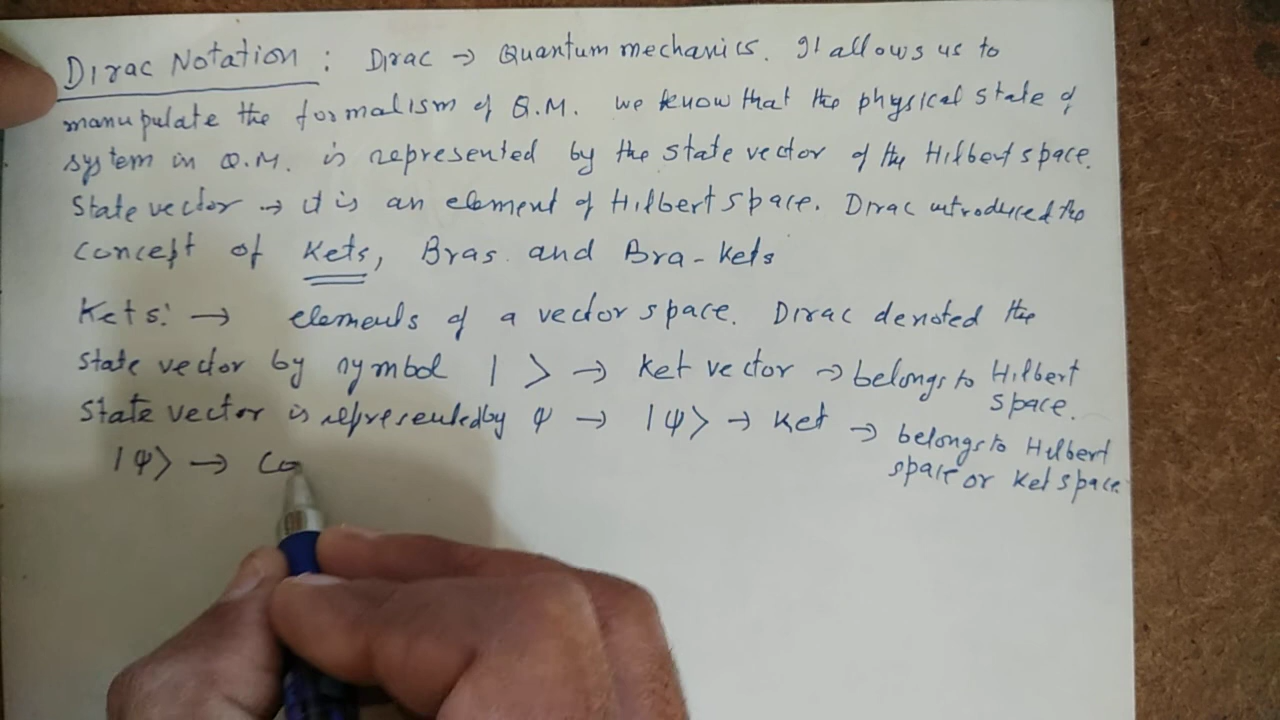 Dirac Notation : Dirac → Quantum mechanics. It allows us to
manupulate the formalism of Q.M. we know that the physical state of
system in Q.M. is represented by the state vector of the Hilbert space.
State vector → it is an element of Hilbert space. Dirac introduced the
concept of Kets, Bras and Bra-kets
Kets: → elements of a vector space. Dirac denoted the
state vector by symbol | > → Ket vector → belongs to Hilbert
space.
State vector is represented by ψ → |ψ> → Ket → belongs to Hilbert
space or Ket space
|ψ> → Co